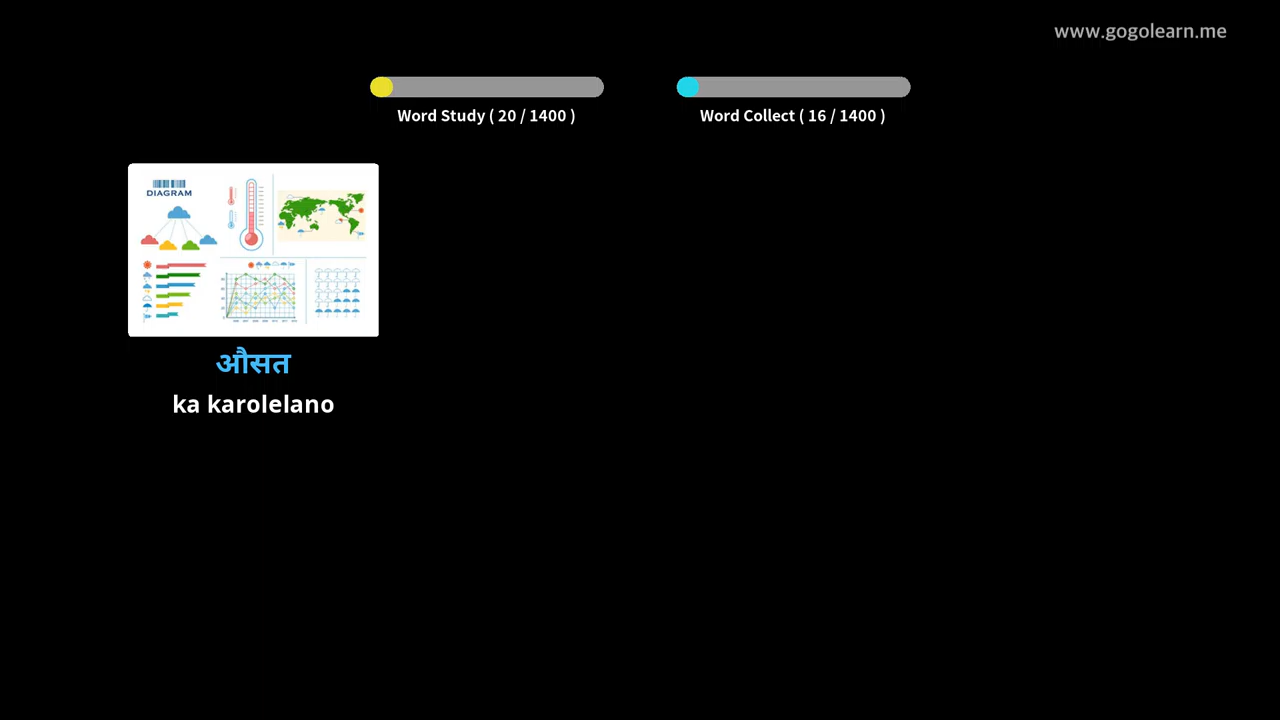 www.gogolearn.me
Word Study ( 20 / 1400 )
Word Collect ( 16 / 1400 )
DIAGRAM
औसत
ka karolelano